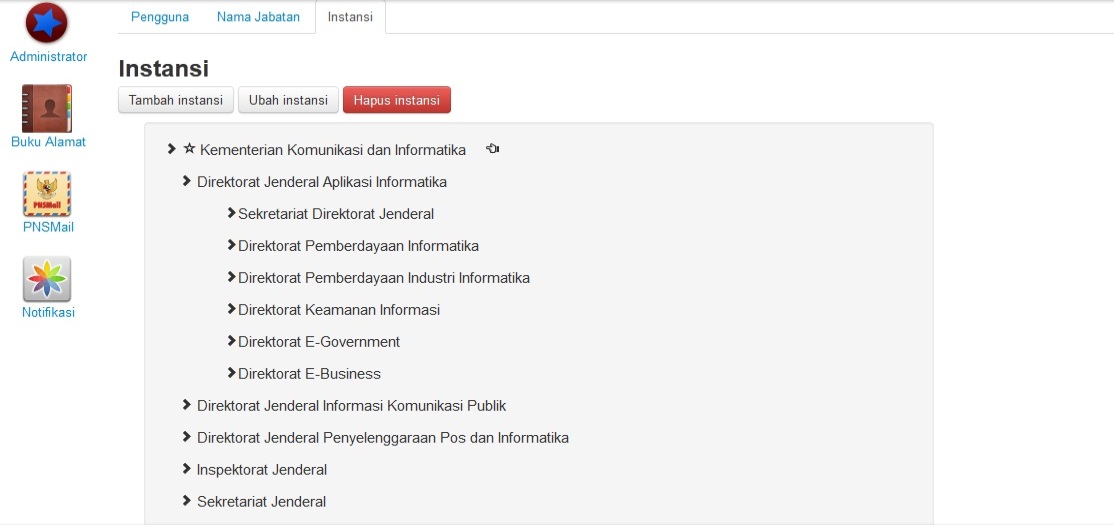 Pengguna Nama Jabatan Instansi
Administrator
Buku Alamat
PNSMail
PNSMail
Notifikasi
Instansi
Tambah instansi Ubah instansi Hapus instansi
Kementerian Komunikasi dan Informatika
Direktorat Jenderal Aplikasi Informatika
Sekretariat Direktorat Jenderal
Direktorat Pemberdayaan Informatika
Direktorat Pemberdayaan Industri Informatika
Direktorat Keamanan Informasi
Direktorat E-Government
Direktorat E-Business
Direktorat Jenderal Informasi Komunikasi Publik
Direktorat Jenderal Penyelenggaraan Pos dan Informatika
Inspektorat Jenderal
Sekretariat Jenderal